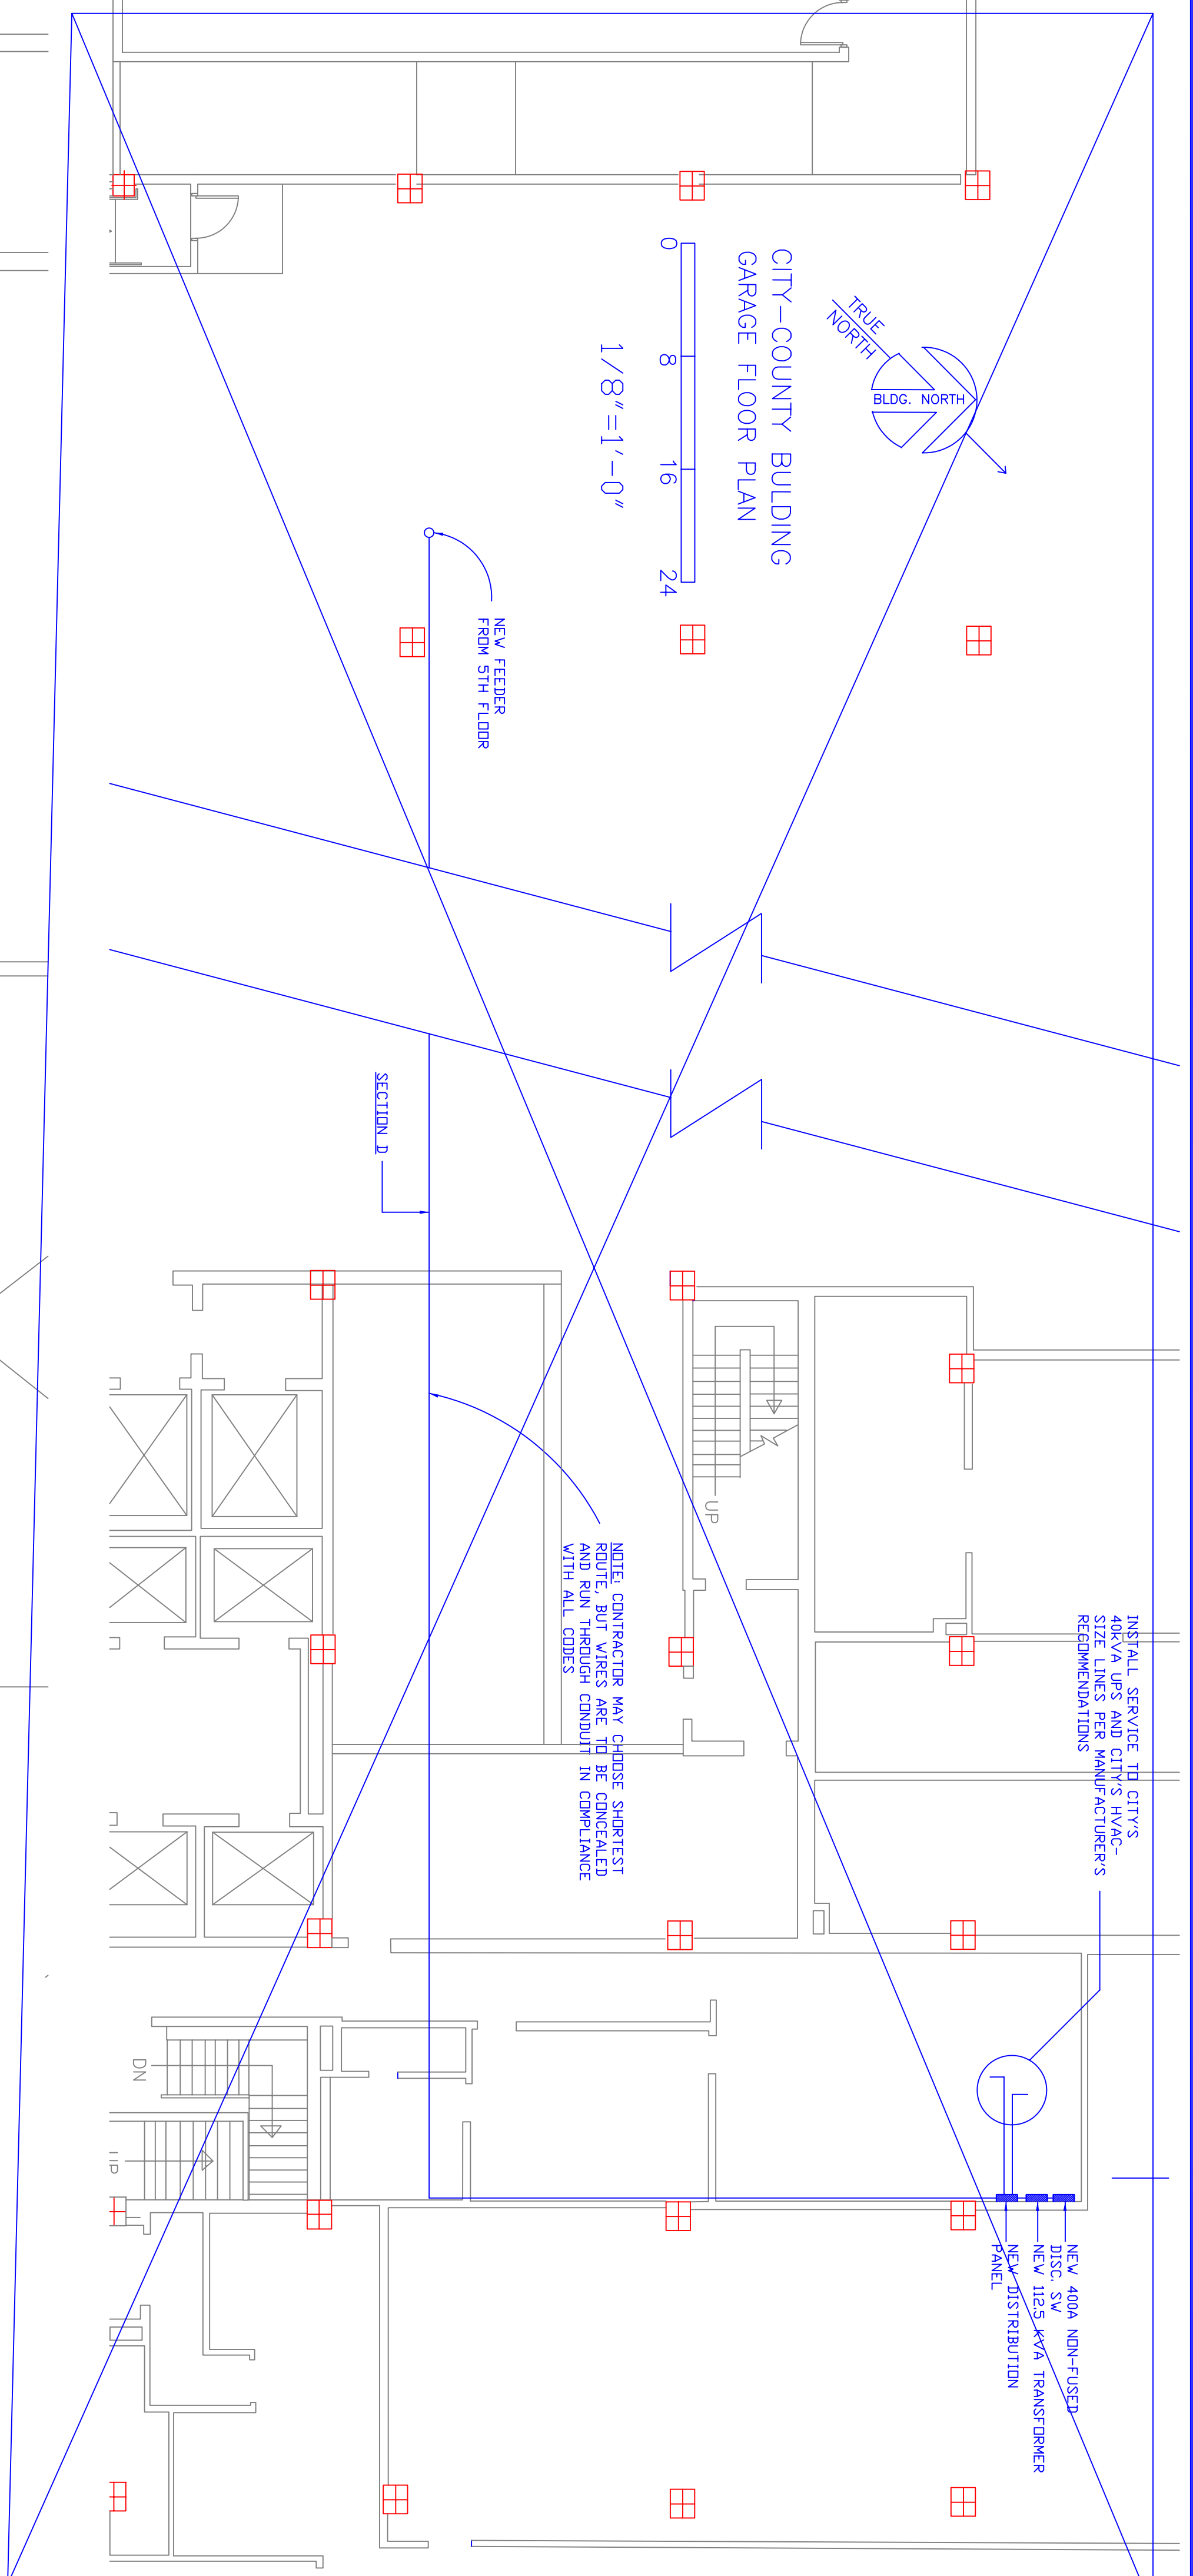 CITY-COUNTY BULDING
GARAGE FLOOR PLAN
0 8 16 24
1/8"=1'-0"
TRUE
NORTH
BLDG. NORTH
NEW FEEDER
FROM 5TH FLOOR
SECTION D
UP
NOTE: CONTRACTOR MAY CHOOSE SHORTEST
ROUTE, BUT WIRES ARE TO BE CONCEALED
AND RUN THROUGH CONDUIT IN COMPLIANCE
WITH ALL CODES
INSTALL SERVICE TO CITY'S
40KVA UPS AND CITY'S HVAC-
SIZE LINES PER MANUFACTURER'S
RECOMMENDATIONS
DN
UP
NEW 400A NON-FUSED
DISC. SW
NEW 112.5 KVA TRANSFORMER
NEW DISTRIBUTION
PANEL